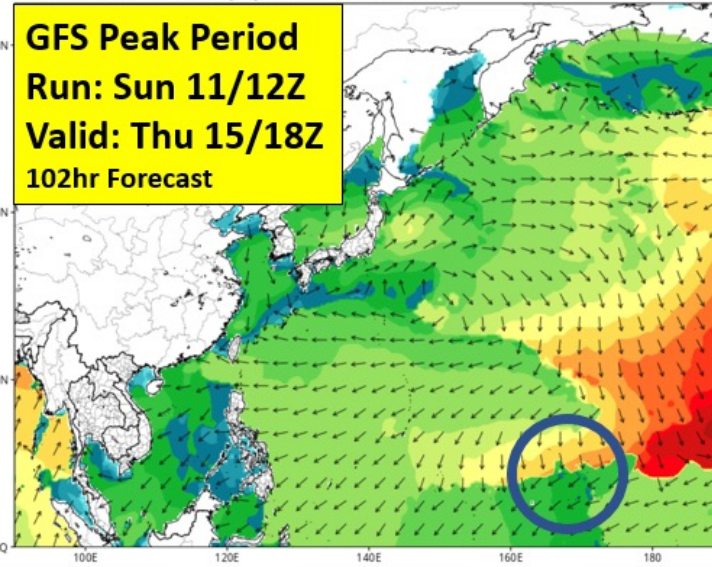 GFS Peak Period
Run: Sun 11/12Z
Valid: Thu 15/18Z
102hr Forecast
100E 120E 140E 160E 180